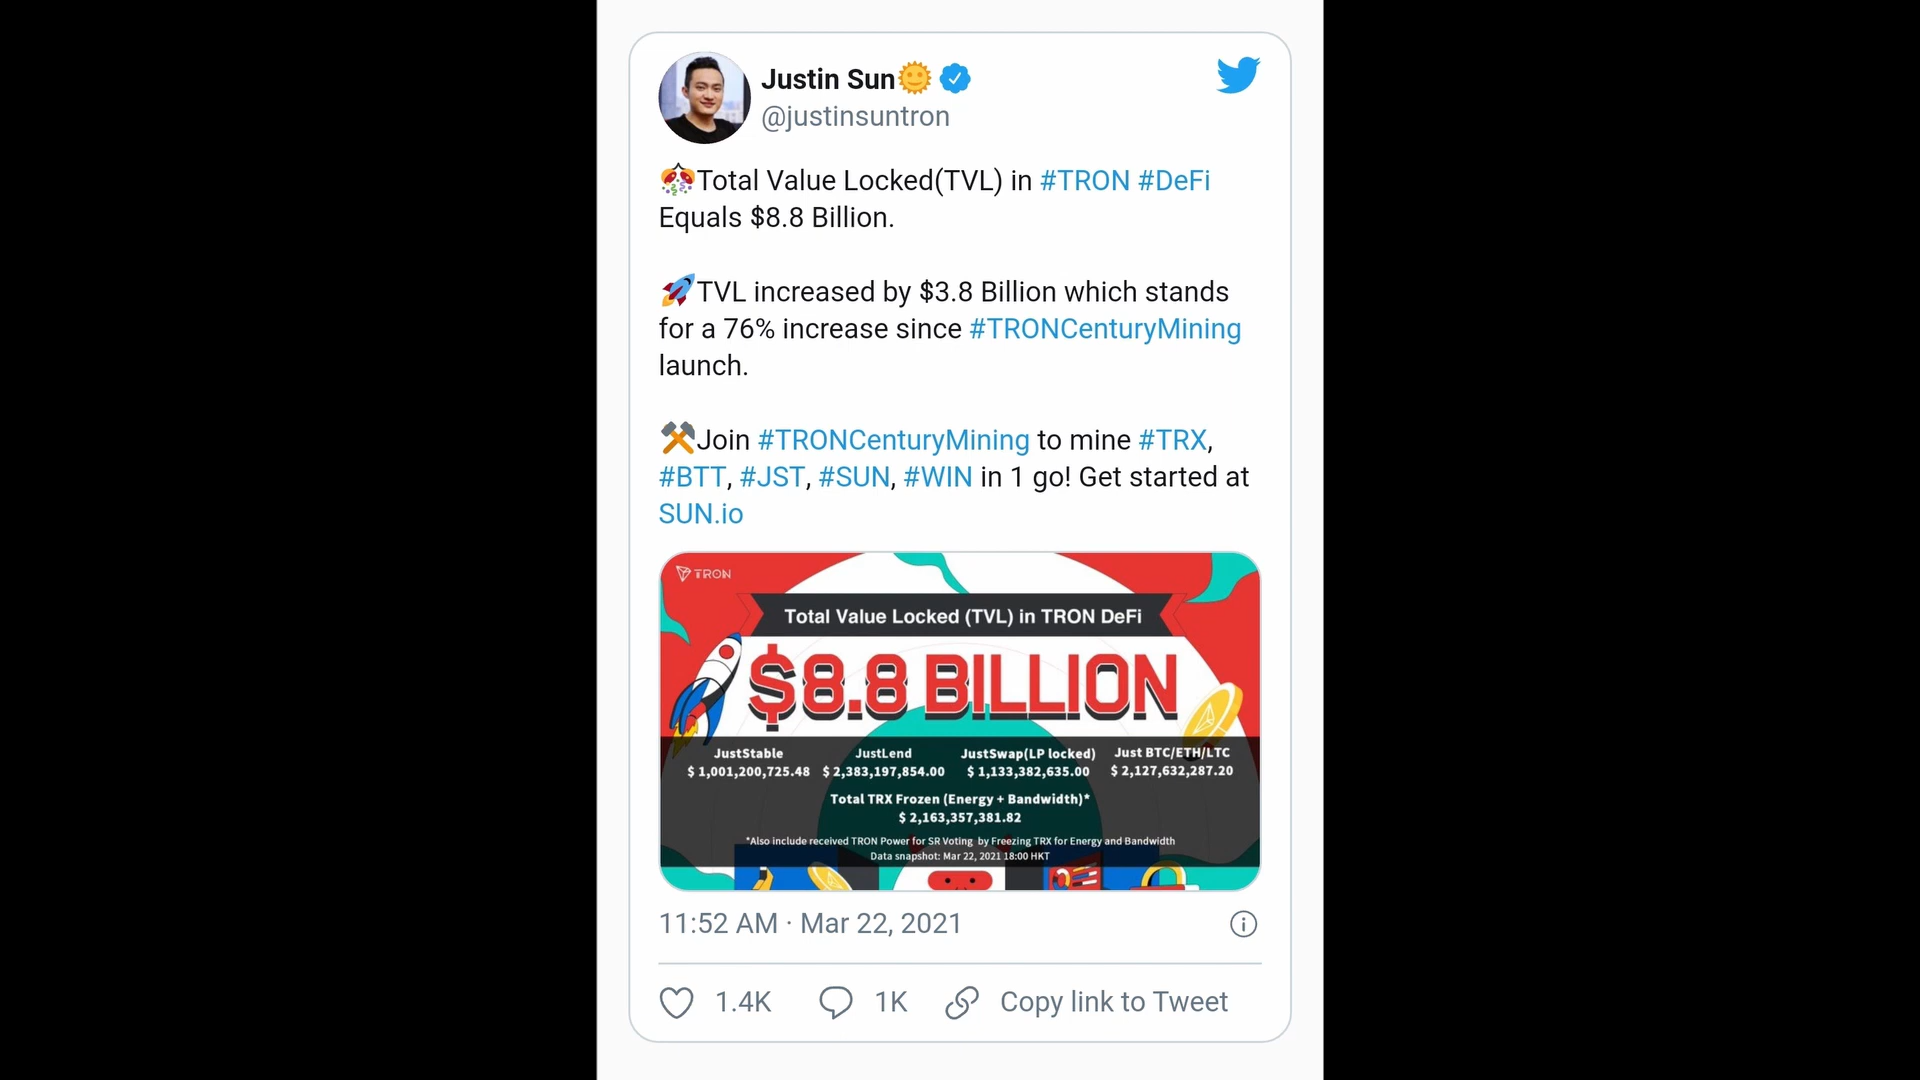 Justin Sun🌞
@justinsuntron
🎊Total Value Locked(TVL) in #TRON #DeFi
Equals $8.8 Billion.
🚀TVL increased by $3.8 Billion which stands
for a 76% increase since #TRONCenturyMining
launch.
⚒Join #TRONCenturyMining to mine #TRX,
#BTT, #JST, #SUN, #WIN in 1 go! Get started at
SUN.io
TRON
Total Value Locked (TVL) in TRON DeFi
$8.8 BILLION
JustStable JustLend JustSwap(LP locked) Just BTC/ETH/LTC
$ 1,001,200,725.48 $ 2,383,197,854.00 $ 1,133,382,635.00 $ 2,127,632,287.20
Total TRX Frozen (Energy + Bandwidth)*
$ 2,163,357,381.82
*Also include received TRON Power for SR Voting by Freezing TRX for Energy and Bandwidth
Data snapshot: Mar 22, 2021 18:00 HKT
11:52 AM · Mar 22, 2021
1.4K 1K Copy link to Tweet